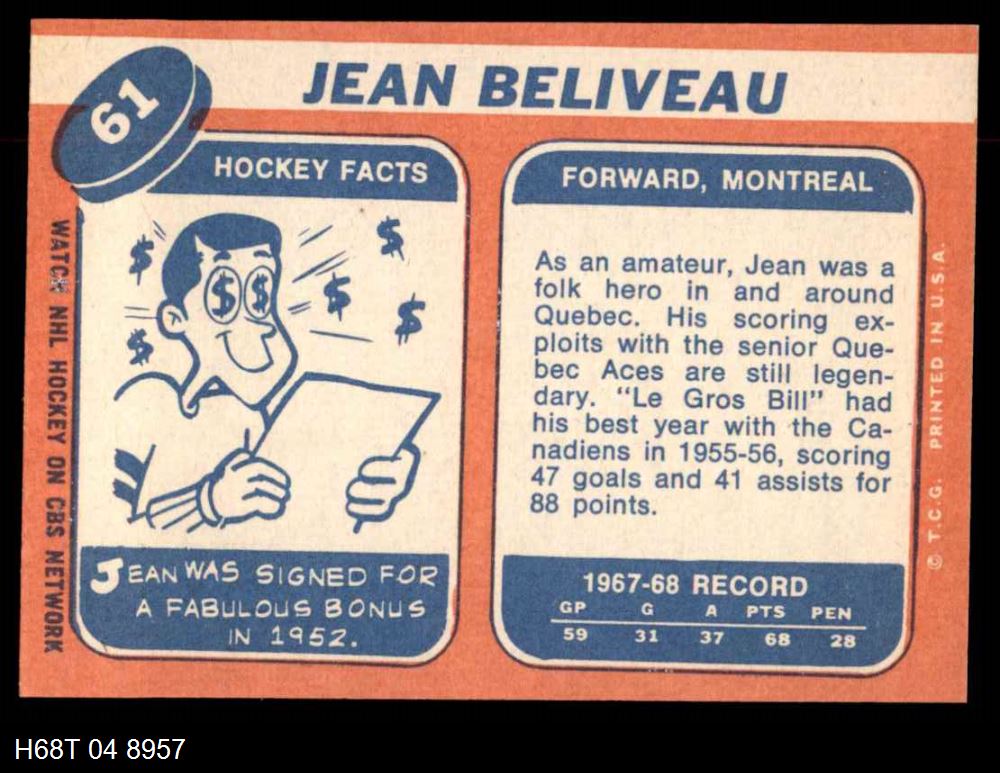 61
JEAN BELIVEAU
HOCKEY FACTS
$ $ $ $ $ $ $
JEAN WAS SIGNED FOR
A FABULOUS BONUS
IN 1952.
FORWARD, MONTREAL
As an amateur, Jean was a
folk hero in and around
Quebec. His scoring ex-
ploits with the senior Que-
bec Aces are still legen-
dary. "Le Gros Bill" had
his best year with the Ca-
nadiens in 1955-56, scoring
47 goals and 41 assists for
88 points.
1967-68 RECORD
GP G A PTS PEN
59 31 37 68 28
WATCH NHL HOCKEY ON CBS NETWORK
© T.C.G. PRINTED IN U.S.A.
H68T 04 8957